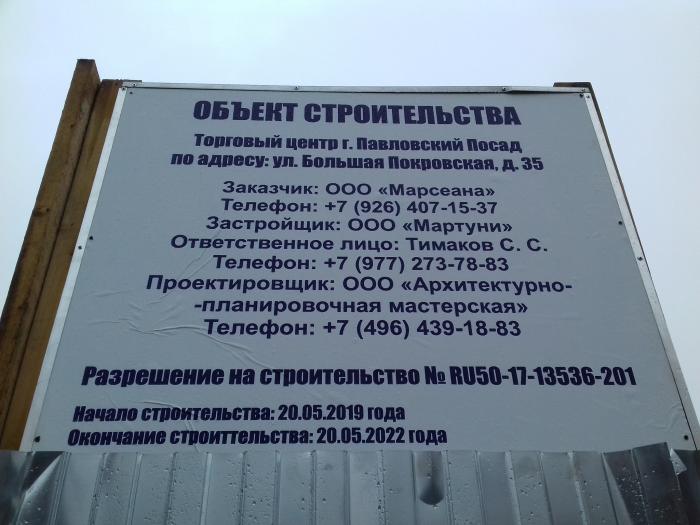 ОБЪЕКТ СТРОИТЕЛЬСТВА
Торговый центр г. Павловский Посад
по адресу: ул. Большая Покровская, д. 35
Заказчик: ООО «Марсеана»
Телефон: +7 (926) 407-15-37
Застройщик: ООО «Мартуни»
Ответственное лицо: Тимаков С. С.
Телефон: +7 (977) 273-78-83
Проектировщик: ООО «Архитектурно-
-планировочная мастерская»
Телефон: +7 (496) 439-18-83
Разрешение на строительство № RU50-17-13536-201
Начало строительства: 20.05.2019 года
Окончание строиттельства: 20.05.2022 года